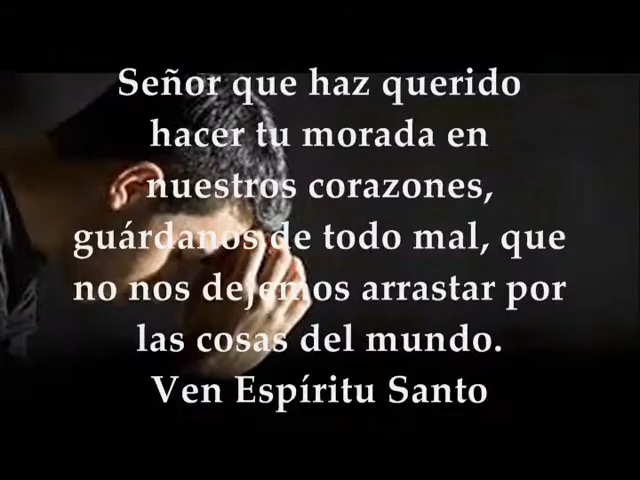 Señor que haz querido
hacer tu morada en
nuestros corazones,
guárdanos de todo mal, que
no nos dejemos arrastar por
las cosas del mundo.
Ven Espíritu Santo